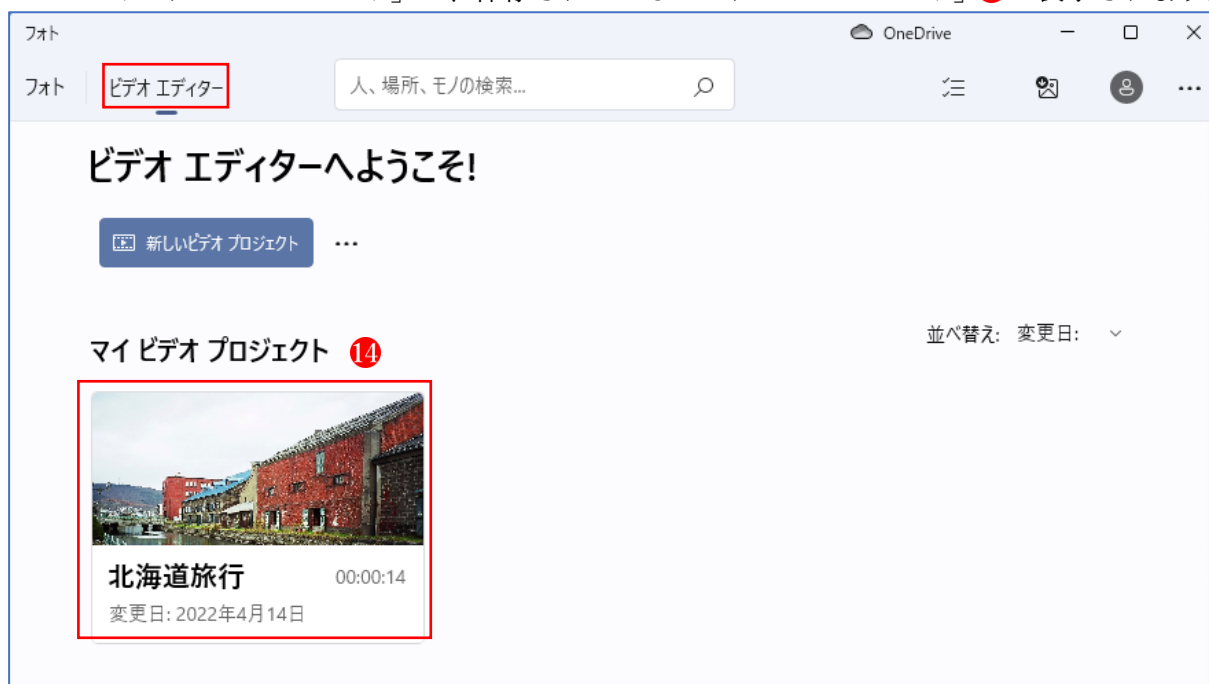 フォト
OneDrive
フォト ビデオ エディター 人、場所、モノの検索...
ビデオ エディターへようこそ!
新しいビデオ プロジェクト
マイ ビデオ プロジェクト 14
並べ替え: 変更日:
北海道旅行 00:00:14
変更日: 2022年4月14日